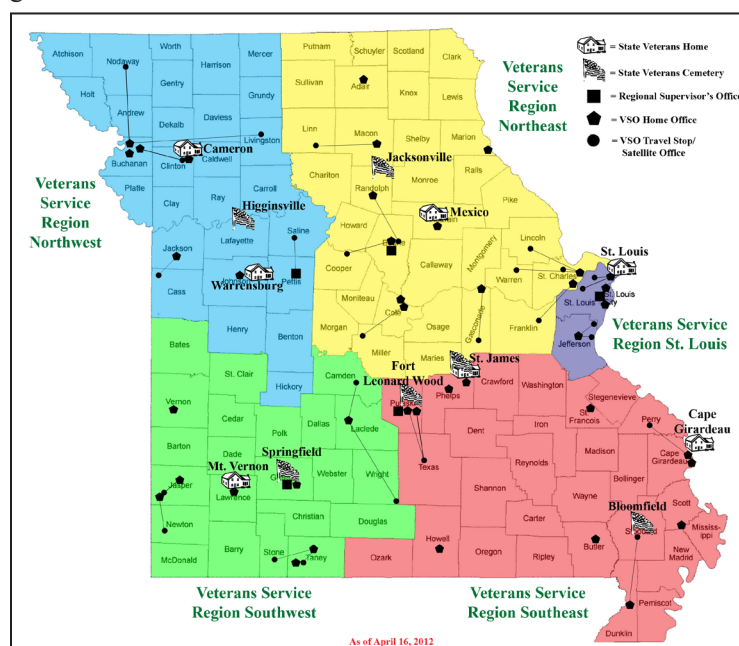 Atchison
Nodaway
Worth
Harrison
Mercer
Putnam
Schuyler
Scotland
Clark
Holt
Gentry
Sullivan
Adair
Knox
Lewis
Andrew
Dekalb
Daviess
Grundy
Linn
Macon
Shelby
Marion
Livingston
Buchanan
Clinton
Caldwell
Cameron
Chariton
Randolph
Jacksonville
Monroe
Ralls
Platte
Clay
Ray
Carroll
Higginsville
Howard
Mexico
Pike
Jackson
Lafayette
Saline
Cooper
Callaway
Montgomery
Lincoln
Warren
St. Charles
St. Louis
Cass
Johnson
Warrensburg
Pettis
Moniteau
Cole
Osage
Gasconade
Franklin
St. Louis
St. Louis
Jefferson
Henry
Benton
Morgan
Miller
Maries
Bates
St. Clair
Hickory
Camden
Fort
Leonard Wood
St. James
Phelps
Crawford
Washington
Stegenevieve
St.
Francois
Perry
Cape
Girardeau
Vernon
Cedar
Polk
Dallas
Laclede
Texas
Dent
Iron
Madison
Cape
Girardeau
Barton
Dade
Springfield
Webster
Wright
Reynolds
Bollinger
Mt. Vernon
Jasper
Lawrence
Shannon
Wayne
Scott
Mississ-
ippi
Newton
Christian
Douglas
Carter
Bloomfield
New
Madrid
McDonald
Barry
Stone
Taney
Ozark
Howell
Oregon
Ripley
Butler
Pemiscot
Dunklin
Veterans
Service
Region
Northeast
= State Veterans Home
= State Veterans Cemetery
= Regional Supervisor's Office
= VSO Home Office
= VSO Travel Stop/
Satellite Office
Veterans
Service
Region
Northwest
Veterans Service
Region St. Louis
Veterans Service
Region Southwest
Veterans Service
Region Southeast
As of April 16, 2012